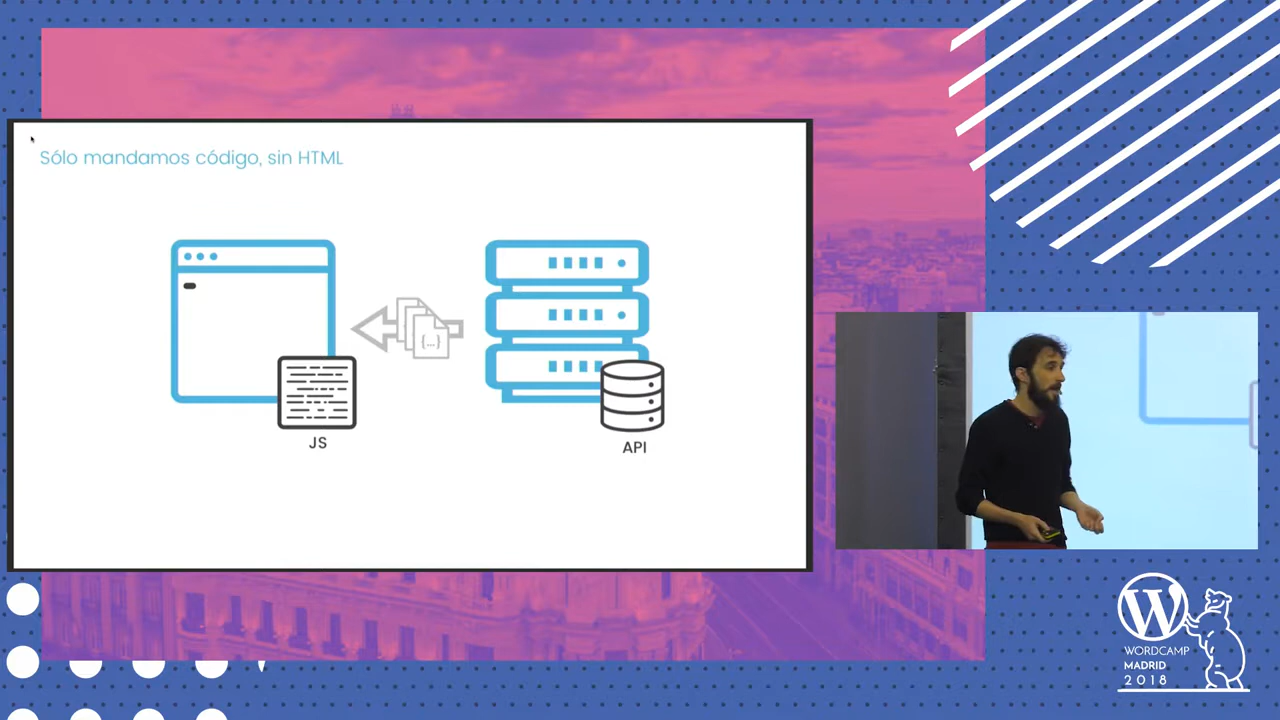 Sólo mandamos código, sin HTML
{...}
JS
API
WORDCAMP
MADRID
2018